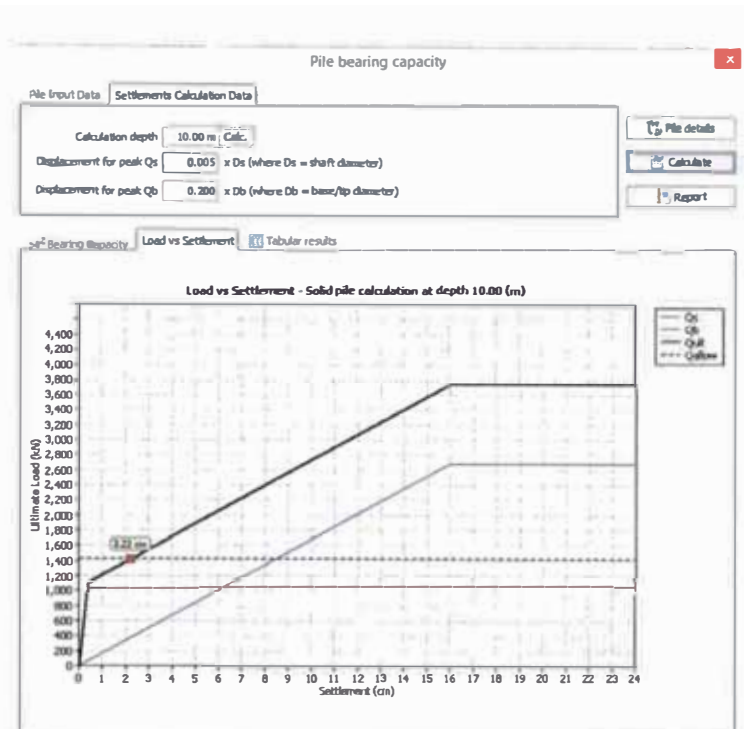 Pile bearing capacity
x
Pile Input Data Settlements Calculation Data
Calculation depth 10.00 m Calc.
Displacement for peak Qs 0.005 x Ds (where Ds = shaft diameter)
Displacement for peak Qb 0.200 x Db (where Db = base/tip diameter)
Pile details
Calculate
Report
Bearing Capacity Load vs Settlement Tabular results
Load vs Settlement - Solid pile calculation at depth 10.00 (m)
Qs
Qb
Qult
Qallow
4,400
4,200
4,000
3,800
3,600
3,400
3,200
3,000
2,800
2,600
2,400
2,200
2,000
1,800
1,600
1,400
1,200
1,000
800
600
400
200
0
Ultimate Load (kN)
0 1 2 3 4 5 6 7 8 9 10 11 12 13 14 15 16 17 18 19 20 21 22 23 24
Settlement (cm)